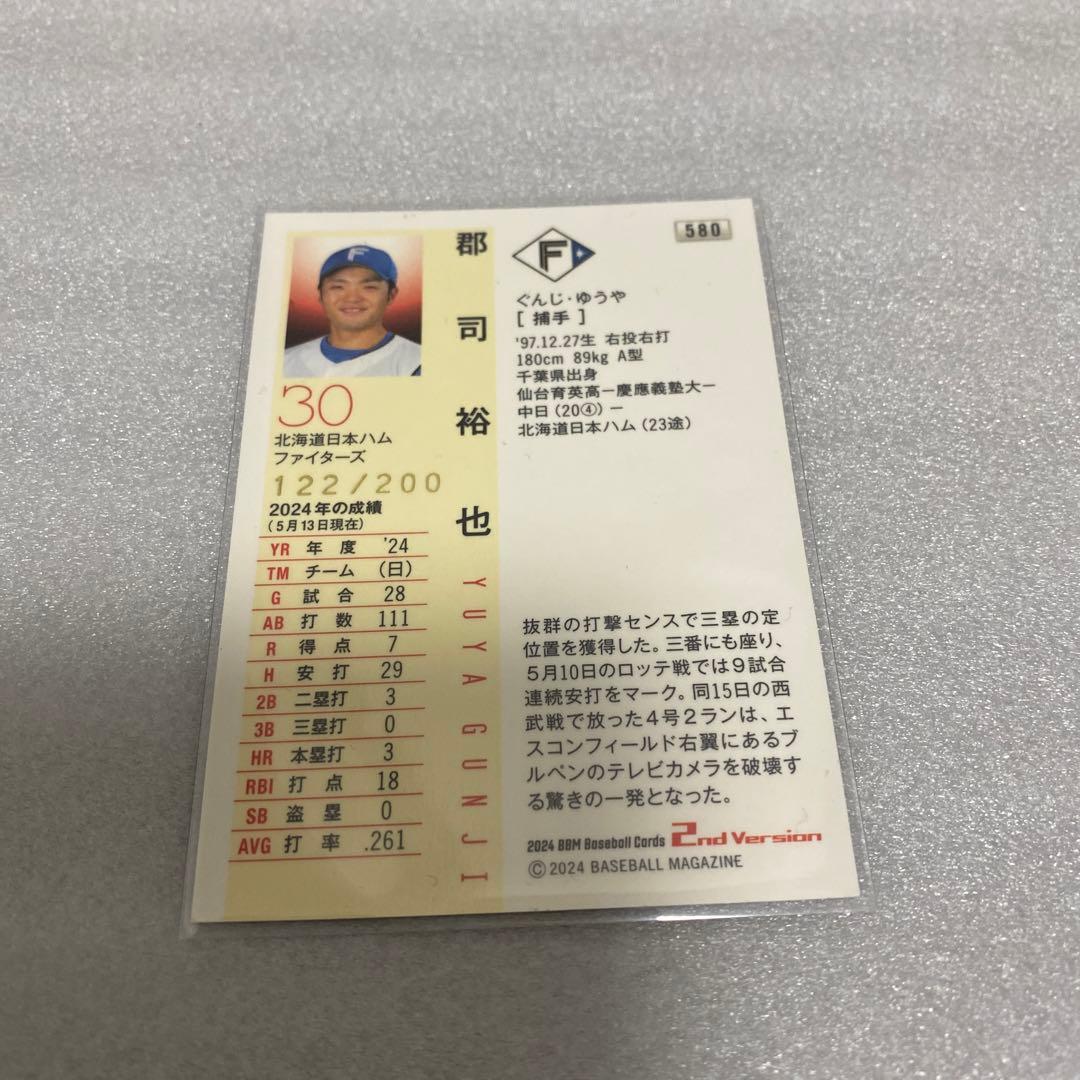 580
F
F
郡司裕也
YUYA GUNJI
30
北海道日本ハム
ファイターズ
122/200
2024年の成績
(5月13日現在)
YR 年度 '24
TM チーム (日)
G 試合 28
AB 打数 111
R 得点 7
H 安打 29
2B 二塁打 3
3B 三塁打 0
HR 本塁打 3
RBI 打点 18
SB 盗塁 0
AVG 打率 .261
ぐんじ・ゆうや
[ 捕手 ]
'97.12.27生 右投右打
180cm 89kg A型
千葉県出身
仙台育英高ー慶應義塾大ー
中日(20④)ー
北海道日本ハム(23途)
抜群の打撃センスで三塁の定
位置を獲得した。三番にも座り、
5月10日のロッテ戦では9試合
連続安打をマーク。同15日の西
武戦で放った4号2ランは、エ
スコンフィールド右翼にあるブ
ルペンのテレビカメラを破壊す
る驚きの一発となった。
2024 BBM Baseball Cards 2nd Version
©2024 BASEBALL MAGAZINE